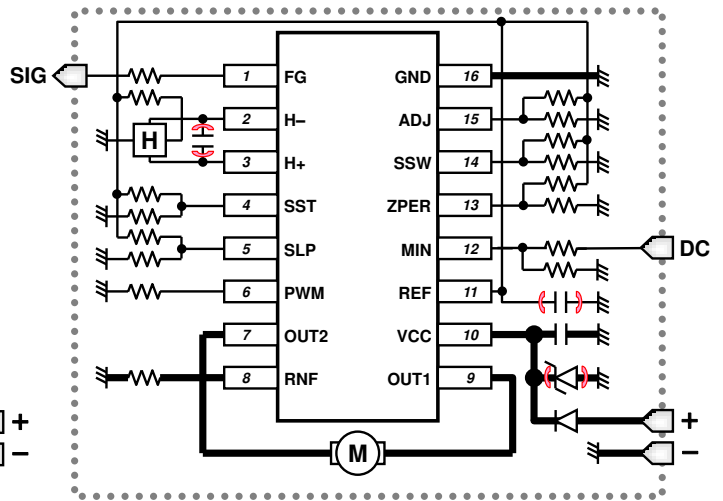 SIG
1 FG
GND 16
2 H–
ADJ 15
H
3 H+
SSW 14
4 SST
ZPER 13
5 SLP
MIN 12
DC
6 PWM
REF 11
7 OUT2
VCC 10
8 RNF
OUT1 9
+
+
M
–
–